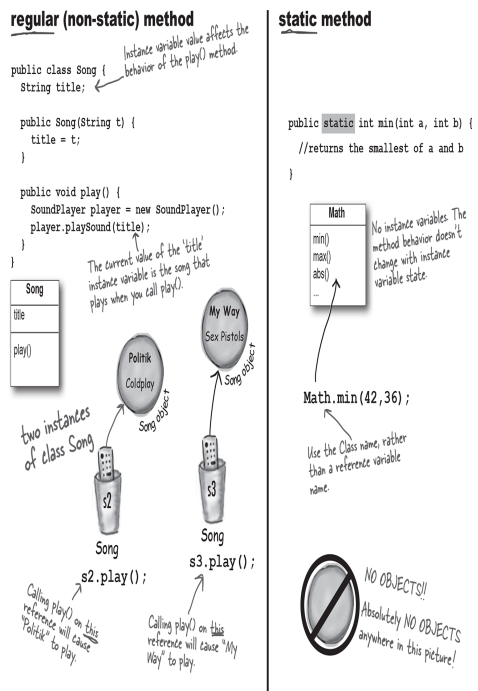 regular (non-static) method
Instance variable value affects the
behavior of the play() method.
public class Song {
String title;
public Song(String t) {
title = t;
}
public void play() {
SoundPlayer player = new SoundPlayer();
player.playSound(title);
}
}
The current value of the 'title'
instance variable is the song that
plays when you call play().
Song
title
play()
My Way
Sex Pistols
Song object
Politik
Coldplay
Song object
two instances
of class Song
s2
s3
Song
Song
s2.play();
s3.play();
Calling play() on this
reference will cause
"Politik" to play.
Calling play() on this
reference will cause "My
Way" to play.
static method
public static int min(int a, int b) {
//returns the smallest of a and b
}
Math
min()
max()
abs()
...
No instance variables. The
method behavior doesn't
change with instance
variable state.
Math.min(42,36);
Use the Class name, rather
than a reference variable
name.
NO OBJECTS!!
Absolutely NO OBJECTS
anywhere in this picture!